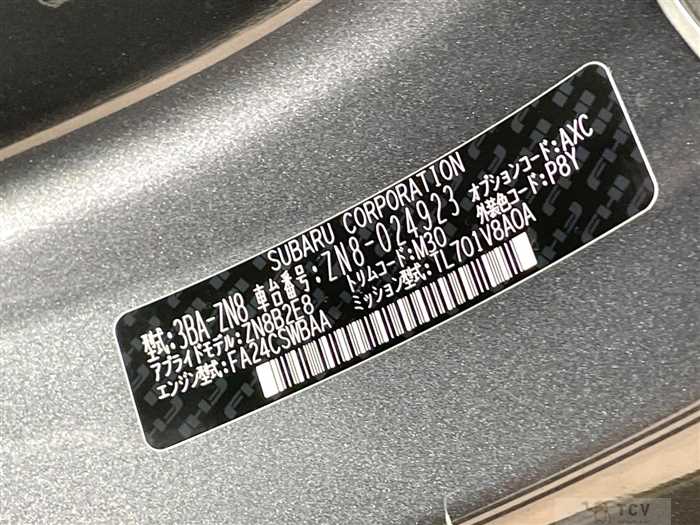 SUBARU CORPORATION
型式:3BA-ZN8 車台番号:ZN8-024923 オプションコード:AXC
アプライドモデル:ZN8B2E8 トリムコード:M30 外装色コード:P8Y
エンジン型式:FA24CSWBAA ミッション型式:TL701V8A0A
TCV